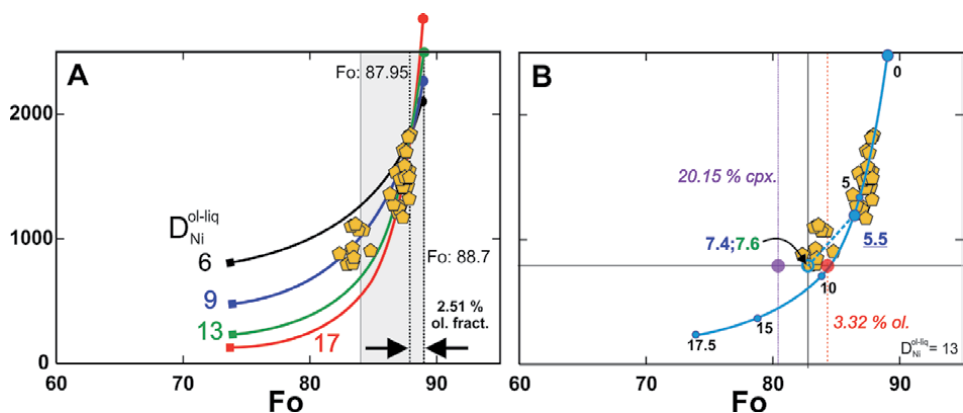 A
Fo: 87.95
2000
1000
0
D Ni ol-liq
6
9
13
17
Fo: 88.7
2.51 %
ol. fract.
60
70
80
90
Fo
B
0
20.15 % cpx.
5
5.5
7.4;7.6
10
15
17.5
3.32 % ol.
D Ni ol-liq = 13
60
70
80
90
Fo